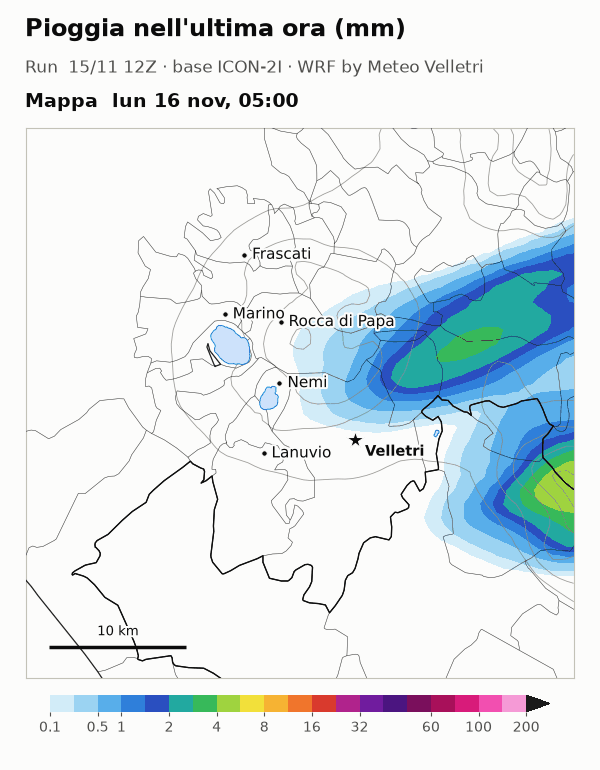 Pioggia nell'ultima ora (mm)
Run  15/11 12Z · base ICON-2I · WRF by Meteo Velletri
Mappa  lun 16 nov, 05:00
Frascati
Marino
Rocca di Papa
Nemi
Velletri
Lanuvio
10 km
0.1 0.5 1 2 4 8 16 32 60 100 200